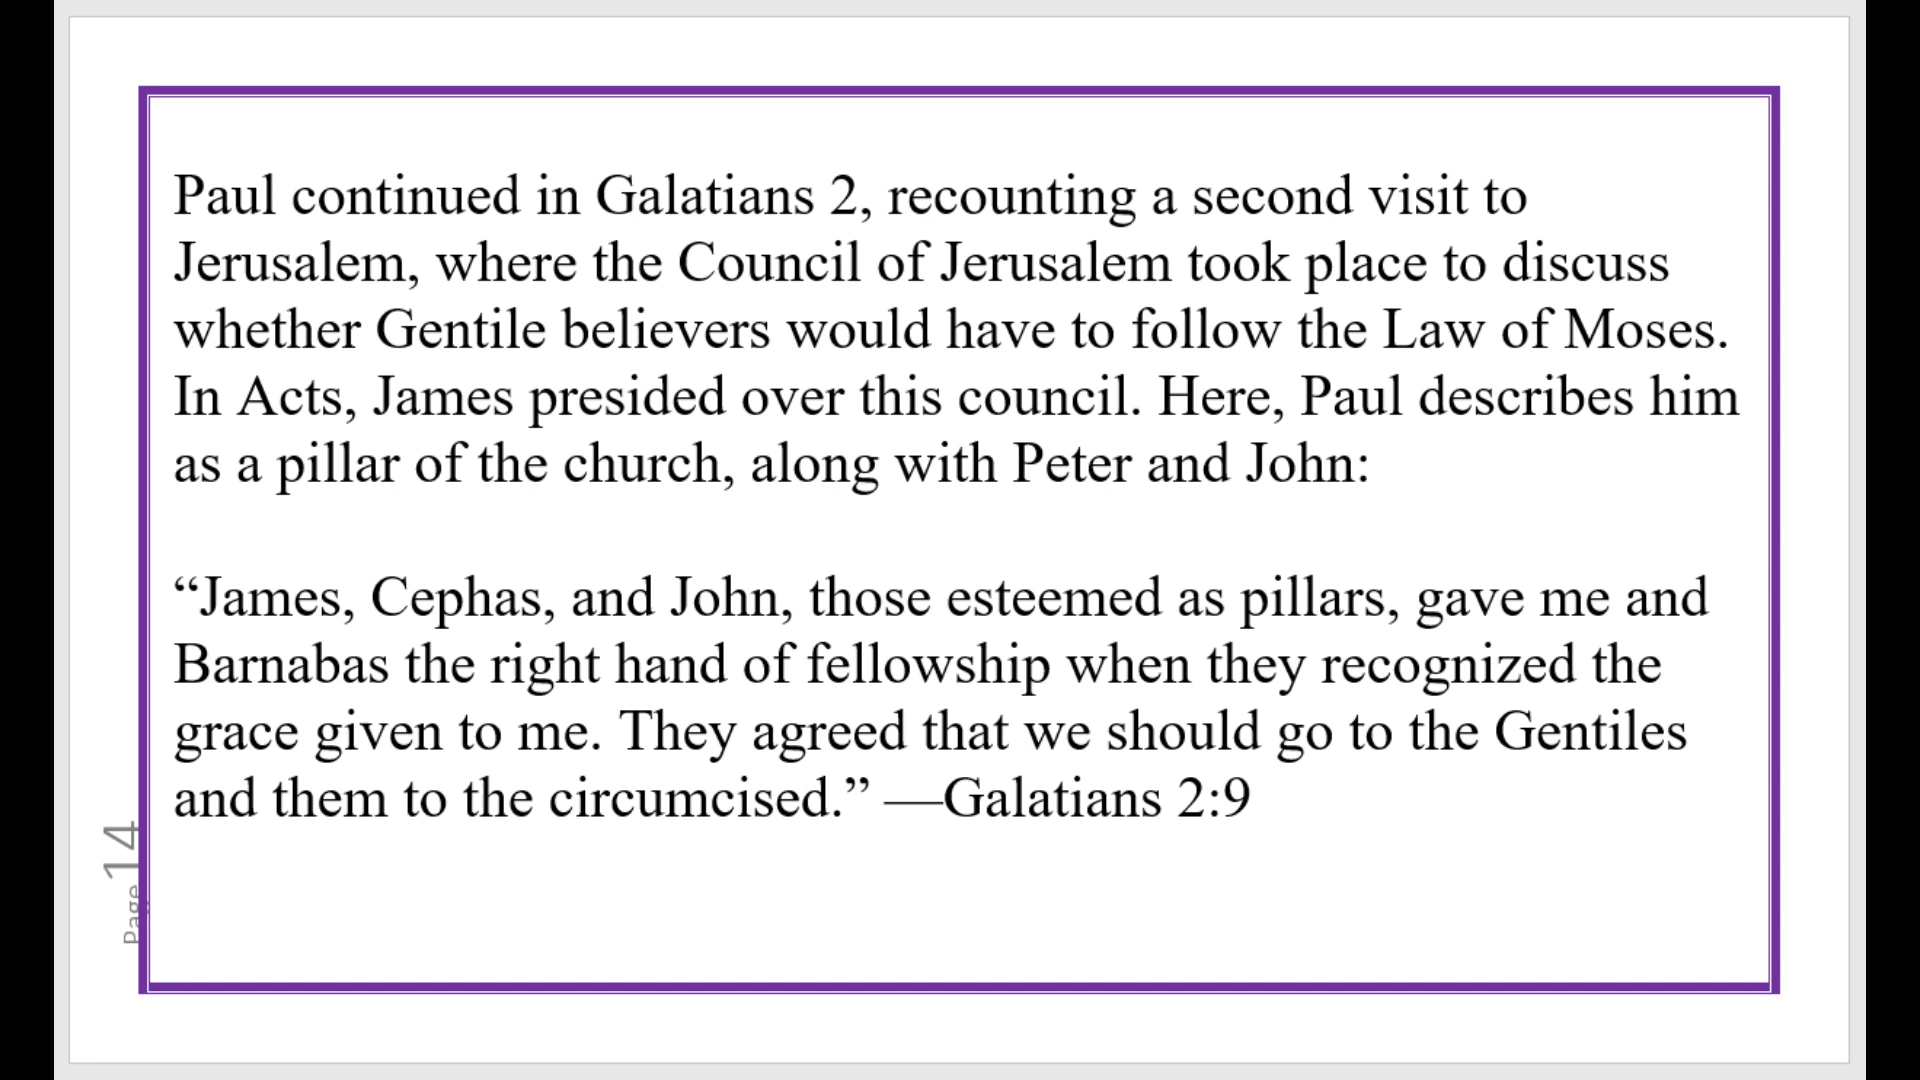 Paul continued in Galatians 2, recounting a second visit to
Jerusalem, where the Council of Jerusalem took place to discuss
whether Gentile believers would have to follow the Law of Moses.
In Acts, James presided over this council. Here, Paul describes him
as a pillar of the church, along with Peter and John:
“James, Cephas, and John, those esteemed as pillars, gave me and
Barnabas the right hand of fellowship when they recognized the
grace given to me. They agreed that we should go to the Gentiles
and them to the circumcised.” —Galatians 2:9
Page 14